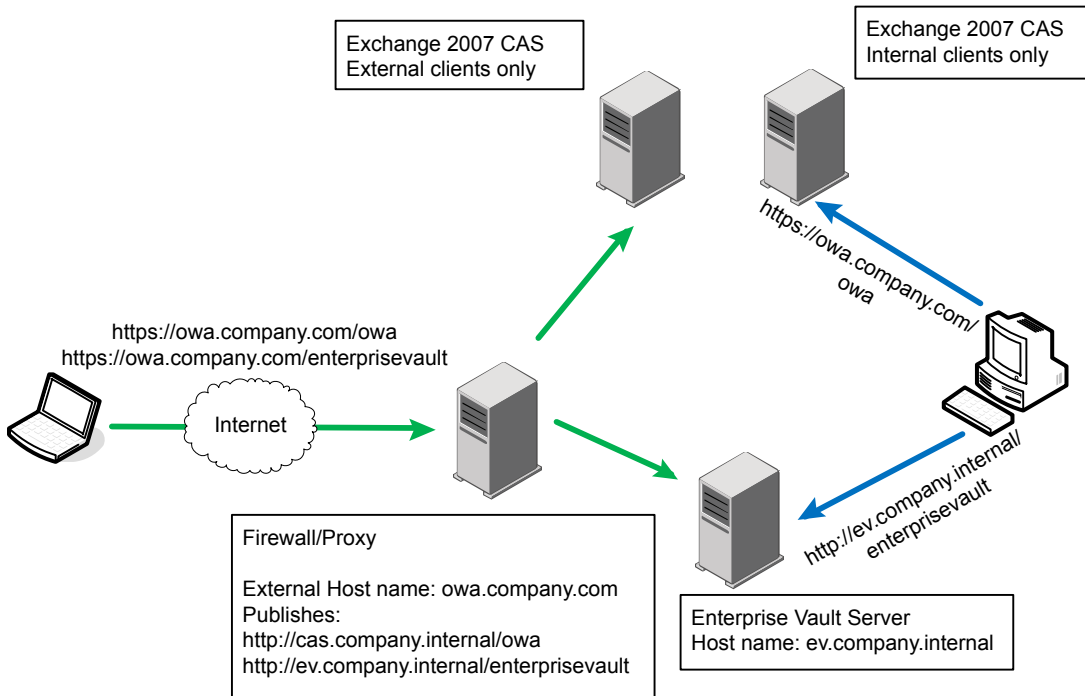 Exchange 2007 CAS
External clients only
Exchange 2007 CAS
Internal clients only
https://owa.company.com/
owa
https://owa.company.com/owa
https://owa.company.com/enterprisevault
Internet
http://ev.company.internal/
enterprisevault
Firewall/Proxy
External Host name: owa.company.com
Publishes:
http://cas.company.internal/owa
http://ev.company.internal/enterprisevault
Enterprise Vault Server
Host name: ev.company.internal